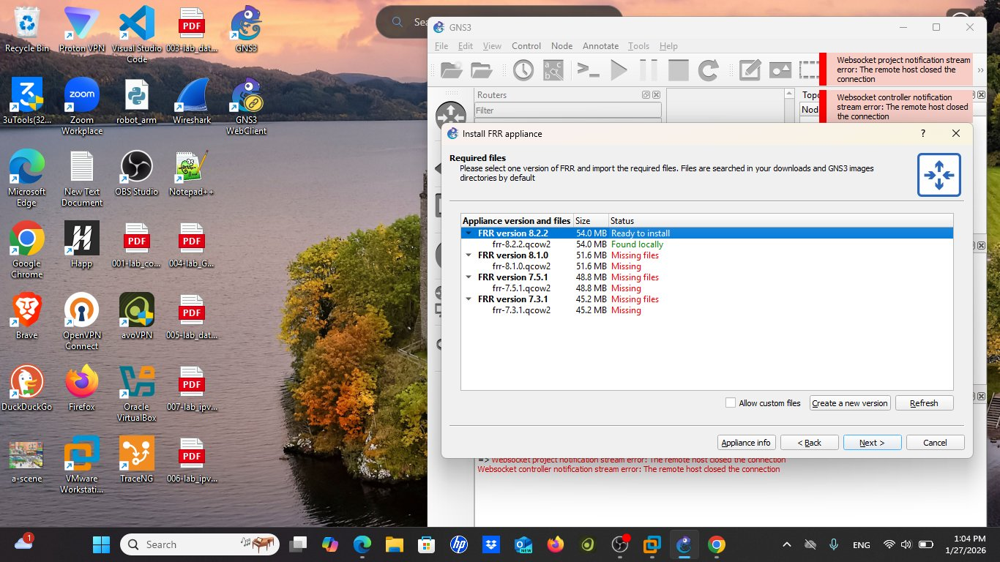 Recycle Bin
Proton VPN
Visual Studio
Code
PDF
003-lab_dat...
GNS3
3uTools(32...
zoom
Zoom
Workplace
robot_arm
Wireshark
GNS3
WebClient
Microsoft
Edge
New Text
Document
OBS Studio
Notepad++
Google
Chrome
Happ
PDF
001-lab_co...
PDF
004-lab_G...
Brave
OpenVPN
Connect
avoVPN
PDF
005-lab_dat...
DuckDuckGo
Firefox
Oracle
VirtualBox
PDF
007-lab_ipv...
a-scene
VMware
Workstati...
TraceNG
PDF
006-lab_ipv...
Sea
GNS3
File Edit View Control Node Annotate Tools Help
Websocket project notification stream
error: The remote host closed the
connection
Websocket controller notification
stream error: The remote host closed
the connection
Routers
Filter
Topo
Node
Install FRR appliance
?
Required files
Please select one version of FRR and import the required files. Files are searched in your downloads and GNS3 images
directories by default
Appliance version and files Size Status
FRR version 8.2.2 54.0 MB Ready to install
frr-8.2.2.qcow2 54.0 MB Found locally
FRR version 8.1.0 51.6 MB Missing files
frr-8.1.0.qcow2 51.6 MB Missing
FRR version 7.5.1 48.8 MB Missing files
frr-7.5.1.qcow2 48.8 MB Missing
FRR version 7.3.1 45.2 MB Missing files
frr-7.3.1.qcow2 45.2 MB Missing
Allow custom files
Create a new version
Refresh
Appliance info
< Back
Next >
Cancel
=> Websocket project notification stream error: The remote host closed the connection
Websocket controller notification stream error: The remote host closed the connection
1
Search
hp
NEW
ENG
1:04 PM
1/27/2026